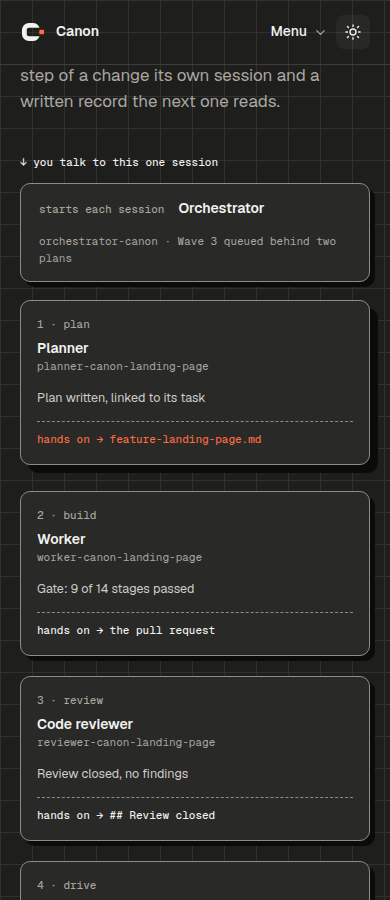 Canon
Menu
step of a change its own session and a
written record the next one reads.
↓ you talk to this one session
starts each session Orchestrator
orchestrator-canon · Wave 3 queued behind two
plans
1 · plan
Planner
planner-canon-landing-page
Plan written, linked to its task
hands on → feature-landing-page.md
2 · build
Worker
worker-canon-landing-page
Gate: 9 of 14 stages passed
hands on → the pull request
3 · review
Code reviewer
reviewer-canon-landing-page
Review closed, no findings
hands on → ## Review closed
4 · drive